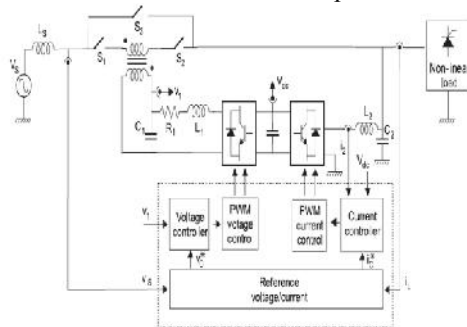 S3
Ls
S1
S2
Vs
v1
Vdc
Non-linear
load
C1
R1
L1
L2
C2
i2
Vdc
v1
Voltage
controller
PWM
voltage
control
PWM
current
control
Current
controller
vs
Reference
voltage/current
iL